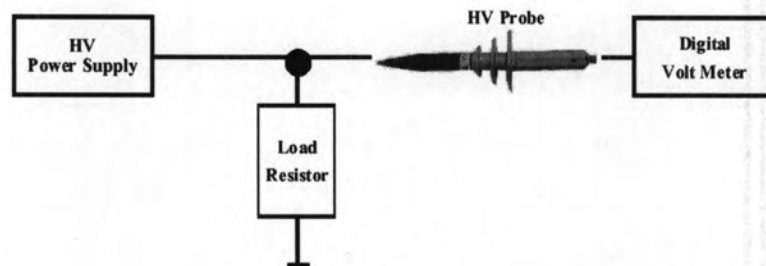 HV Probe
HV
Power Supply
Digital
Volt Meter
Load
Resistor